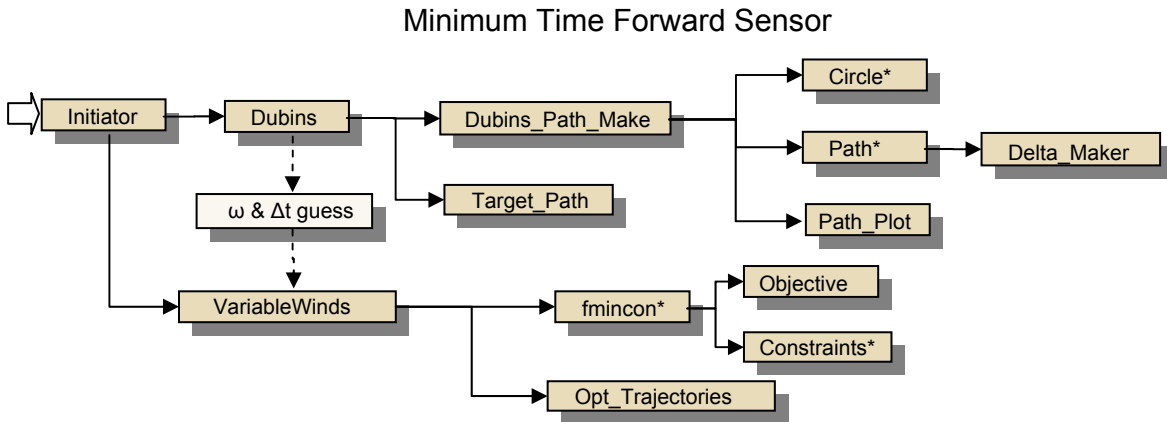 Minimum Time Forward Sensor
Circle*
Initiator
Dubins
Dubins_Path_Make
Path*
Delta_Maker
Target_Path
ω & Δt guess
Path_Plot
Objective
VariableWinds
fmincon*
Constraints*
Opt_Trajectories